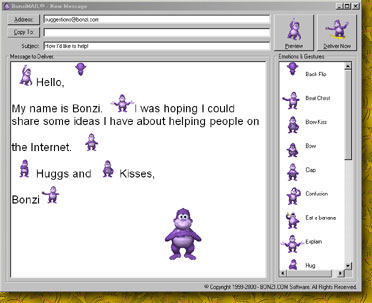 BonziMAIL™ - New Message
Address: suggestions@bonzi.com
Copy To:
Subject: How I'd like to help!
Preview
Deliver Now
Message to Deliver
Emotions & Gestures
Hello,
My name is Bonzi. I was hoping I could
share some ideas I have about helping people on
the Internet.
Huggs and Kisses,
Bonzi
Back Flip
Beat Chest
Blow Kiss
Bow
Clap
Confusion
Eat a banana
Explain
Hug
© Copyright 1999-2000 - BONZI.COM Software. All Rights Reserved.